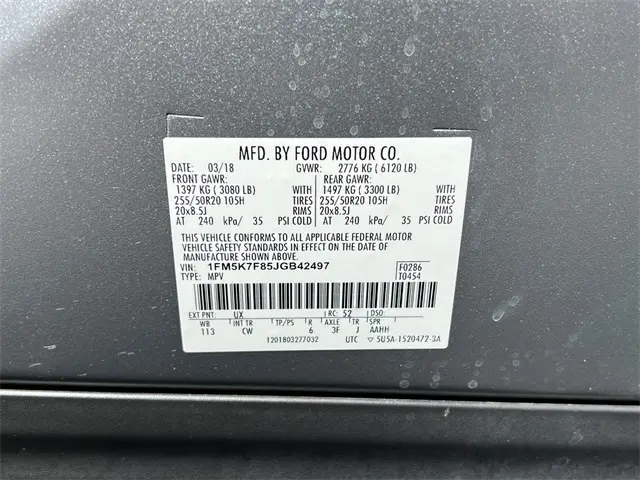 MFD. BY FORD MOTOR CO.
DATE: 03/18 GVWR: 2776 KG ( 6120 LB)
FRONT GAWR: REAR GAWR:
1397 KG ( 3080 LB) 1497 KG ( 3300 LB)
255/50R20 105H TIRES 255/50R20 105H TIRES
20x8.5J RIMS 20x8.5J RIMS
AT 240 kPa/ 35 PSI COLD AT 240 kPa/ 35 PSI COLD
THIS VEHICLE CONFORMS TO ALL APPLICABLE FEDERAL MOTOR
VEHICLE SAFETY STANDARDS IN EFFECT ON THE DATE OF
MANUFACTURE SHOWN ABOVE.
VIN: 1FM5K7F85JGB42497 F0286
TYPE: MPV T0454
EXT PNT: UX RC: 52 DSO:
WB INT TR TP/PS R AXLE TR SPR
113 CW 6 3F J AAHH
1201803277032 UTC ▽ 5U5A-1520472-3A